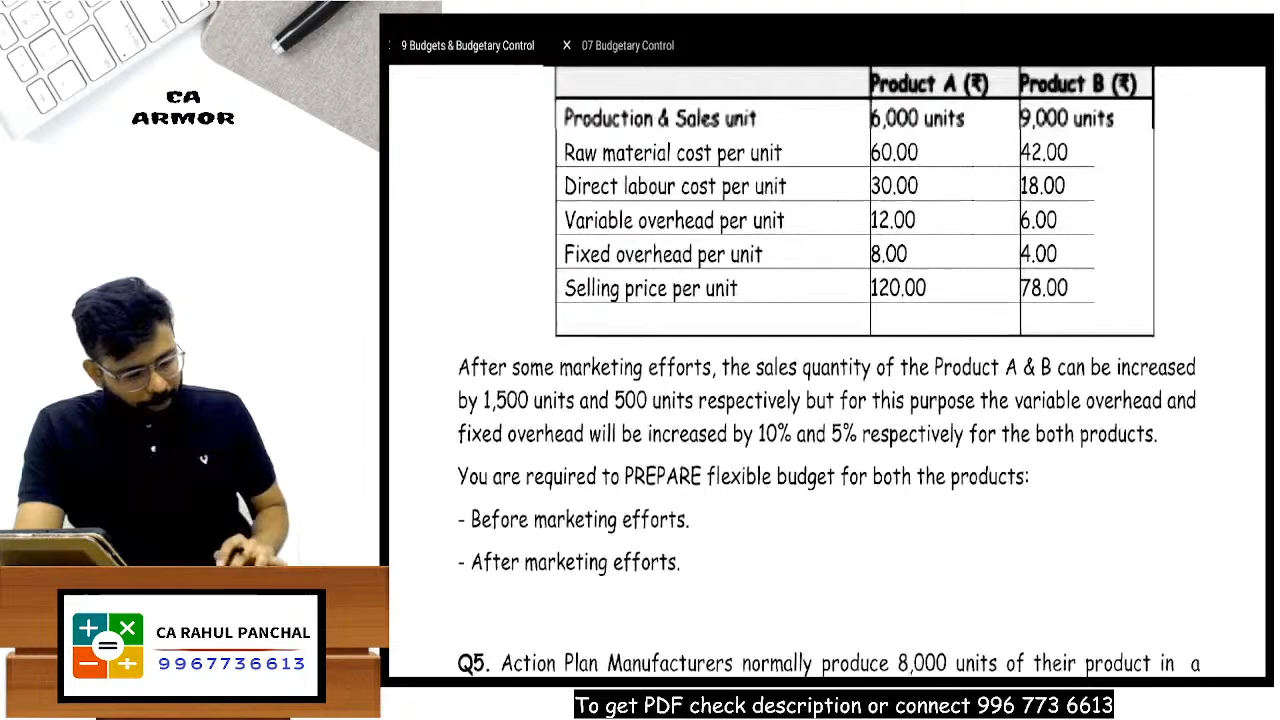 CA
ARMOR
9 Budgets & Budgetary Control
07 Budgetary Control
Product A (₹) Product B (₹)
Production & Sales unit 6,000 units 9,000 units
Raw material cost per unit 60.00 42.00
Direct labour cost per unit 30.00 18.00
Variable overhead per unit 12.00 6.00
Fixed overhead per unit 8.00 4.00
Selling price per unit 120.00 78.00
After some marketing efforts, the sales quantity of the Product A & B can be increased
by 1,500 units and 500 units respectively but for this purpose the variable overhead and
fixed overhead will be increased by 10% and 5% respectively for the both products.
You are required to PREPARE flexible budget for both the products:
- Before marketing efforts.
- After marketing efforts.
Q5. Action Plan Manufacturers normally produce 8,000 units of their product in a
CA RAHUL PANCHAL
9967736613
To get PDF check description or connect 996 773 6613